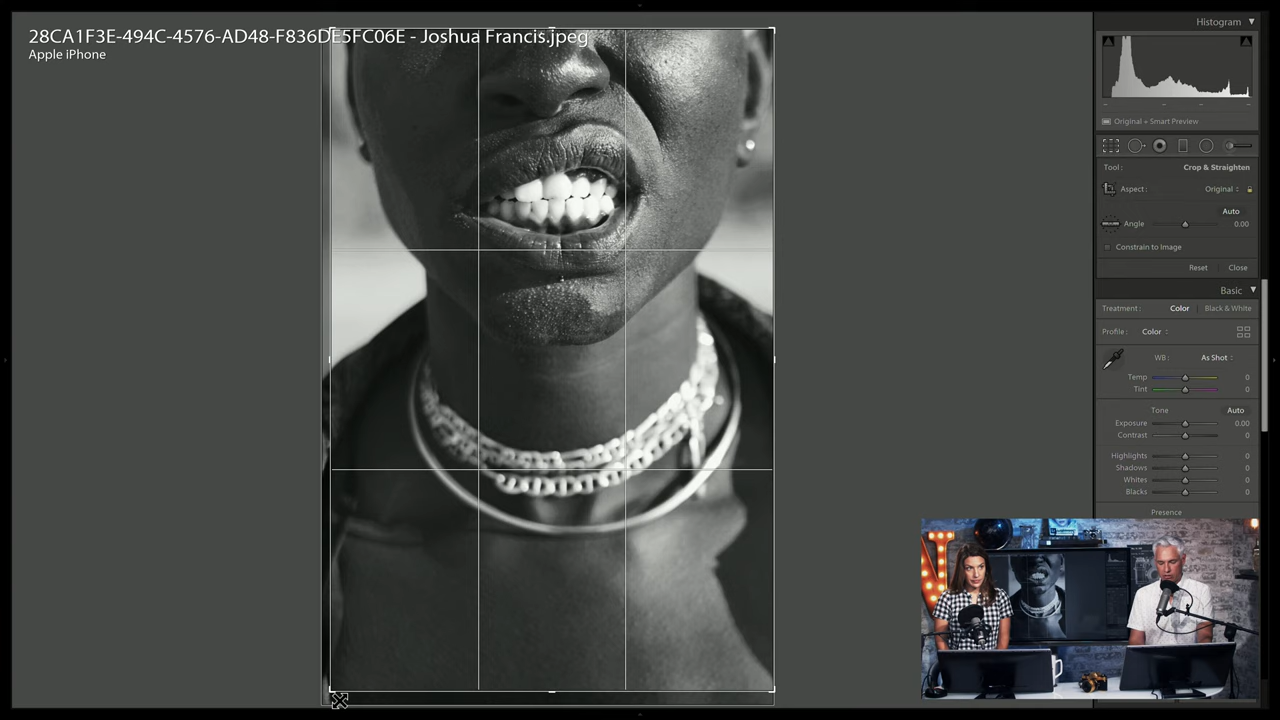 28CA1F3E-494C-4576-AD48-F836DE5FC06E - Joshua Francis.jpeg
Apple iPhone
Histogram
Original + Smart Preview
Tool: Crop & Straighten
Aspect: Original
Auto
Angle 0.00
Constrain to Image
Reset Close
Basic
Treatment: Color Black & White
Profile: Color
WB: As Shot
Temp 0
Tint 0
Tone Auto
Exposure 0.00
Contrast 0
Highlights 0
Shadows 0
Whites 0
Blacks 0
Presence
N